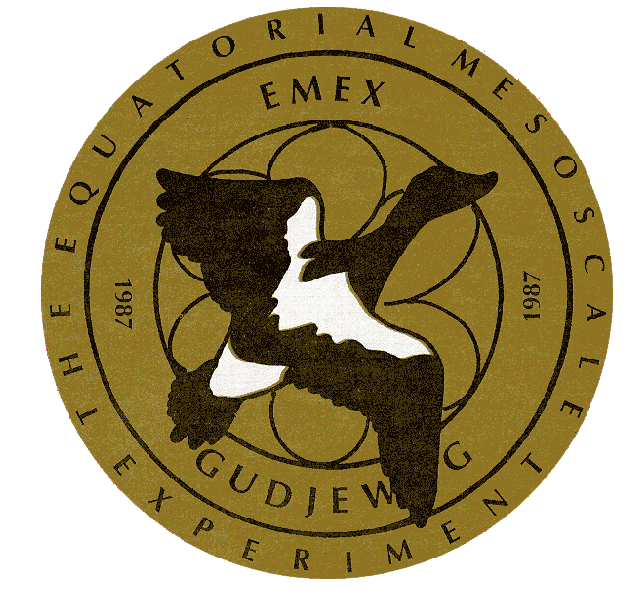 THE EQUATORIAL MESOSCALE EXPERIMENT
EMEX
1987
1987
GUDJEWG